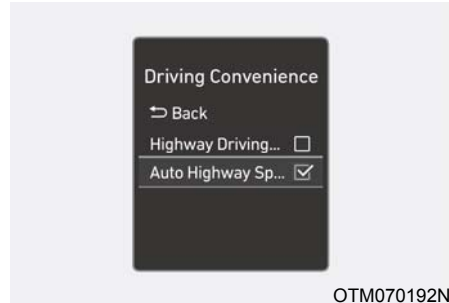 Driving Convenience
Back
Highway Driving...
Auto Highway Sp...
OTM070192N